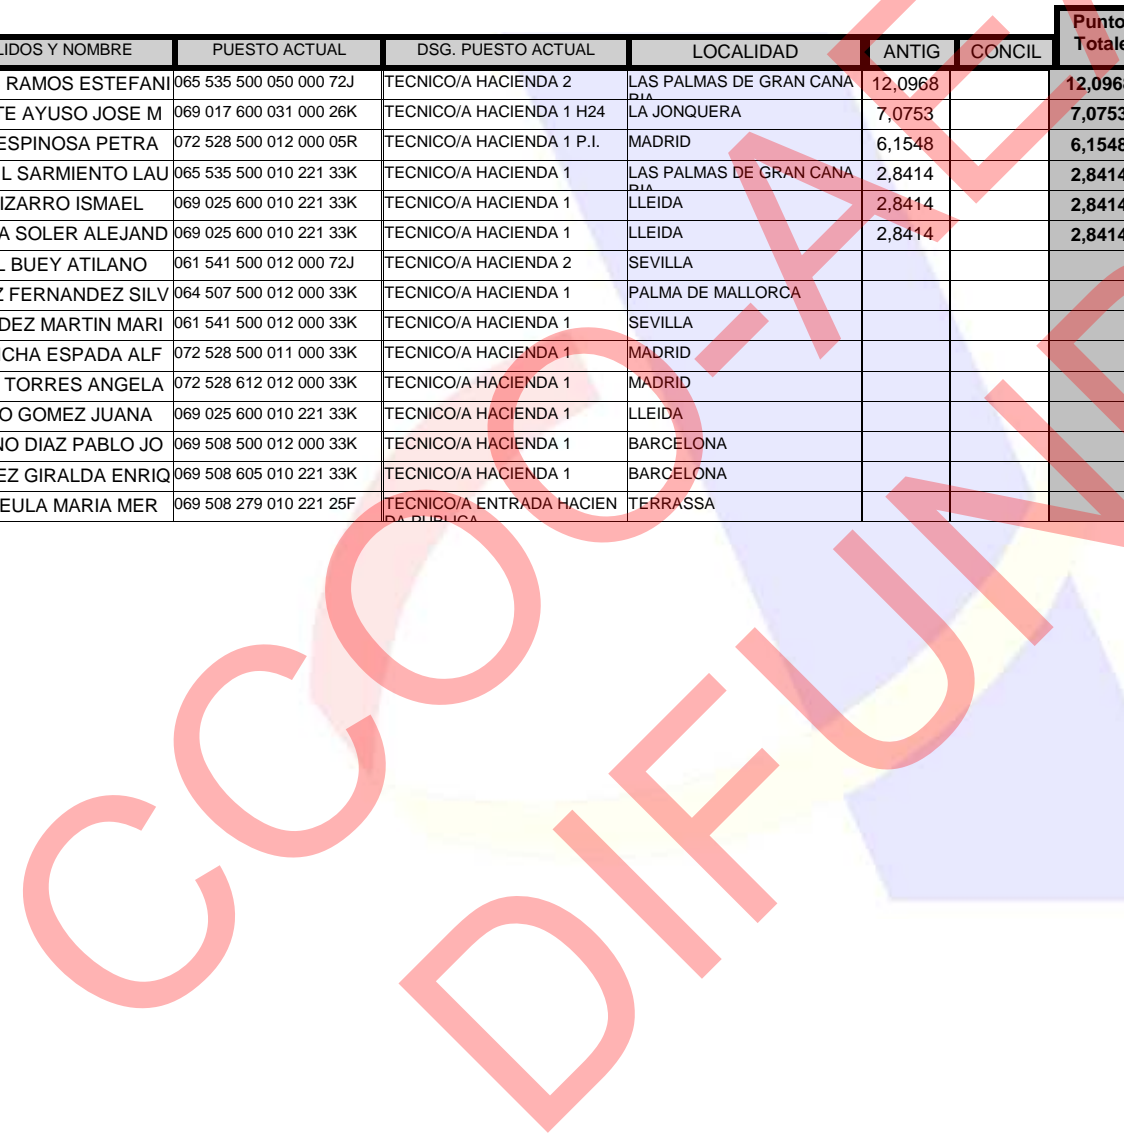 Punto
Totale
LIDOS Y NOMBRE PUESTO ACTUAL DSG. PUESTO ACTUAL LOCALIDAD ANTIG CONCIL
RAMOS ESTEFANI 065 535 500 050 000 72J TECNICO/A HACIENDA 2 LAS PALMAS DE GRAN CANA RIA 12,0968 12,0968
TE AYUSO JOSE M 069 017 600 031 000 26K TECNICO/A HACIENDA 1 H24 LA JONQUERA 7,0753 7,0753
ESPINOSA PETRA 072 528 500 012 000 05R TECNICO/A HACIENDA 1 P.I. MADRID 6,1548 6,1548
L SARMIENTO LAU 065 535 500 010 221 33K TECNICO/A HACIENDA 1 LAS PALMAS DE GRAN CANA RIA 2,8414 2,8414
IZARRO ISMAEL 069 025 600 010 221 33K TECNICO/A HACIENDA 1 LLEIDA 2,8414 2,8414
A SOLER ALEJAND 069 025 600 010 221 33K TECNICO/A HACIENDA 1 LLEIDA 2,8414 2,8414
L BUEY ATILANO 061 541 500 012 000 72J TECNICO/A HACIENDA 2 SEVILLA
Z FERNANDEZ SILV 064 507 500 012 000 33K TECNICO/A HACIENDA 1 PALMA DE MALLORCA
DEZ MARTIN MARI 061 541 500 012 000 33K TECNICO/A HACIENDA 1 SEVILLA
CHA ESPADA ALF 072 528 500 011 000 33K TECNICO/A HACIENDA 1 MADRID
TORRES ANGELA 072 528 612 012 000 33K TECNICO/A HACIENDA 1 MADRID
O GOMEZ JUANA 069 025 600 010 221 33K TECNICO/A HACIENDA 1 LLEIDA
NO DIAZ PABLO JO 069 508 500 012 000 33K TECNICO/A HACIENDA 1 BARCELONA
EZ GIRALDA ENRIQ 069 508 605 010 221 33K TECNICO/A HACIENDA 1 BARCELONA
EULA MARIA MER 069 508 279 010 221 25F TECNICO/A ENTRADA HACIEN DA PUBLICA TERRASSA
CCOO-AE
DIFUN